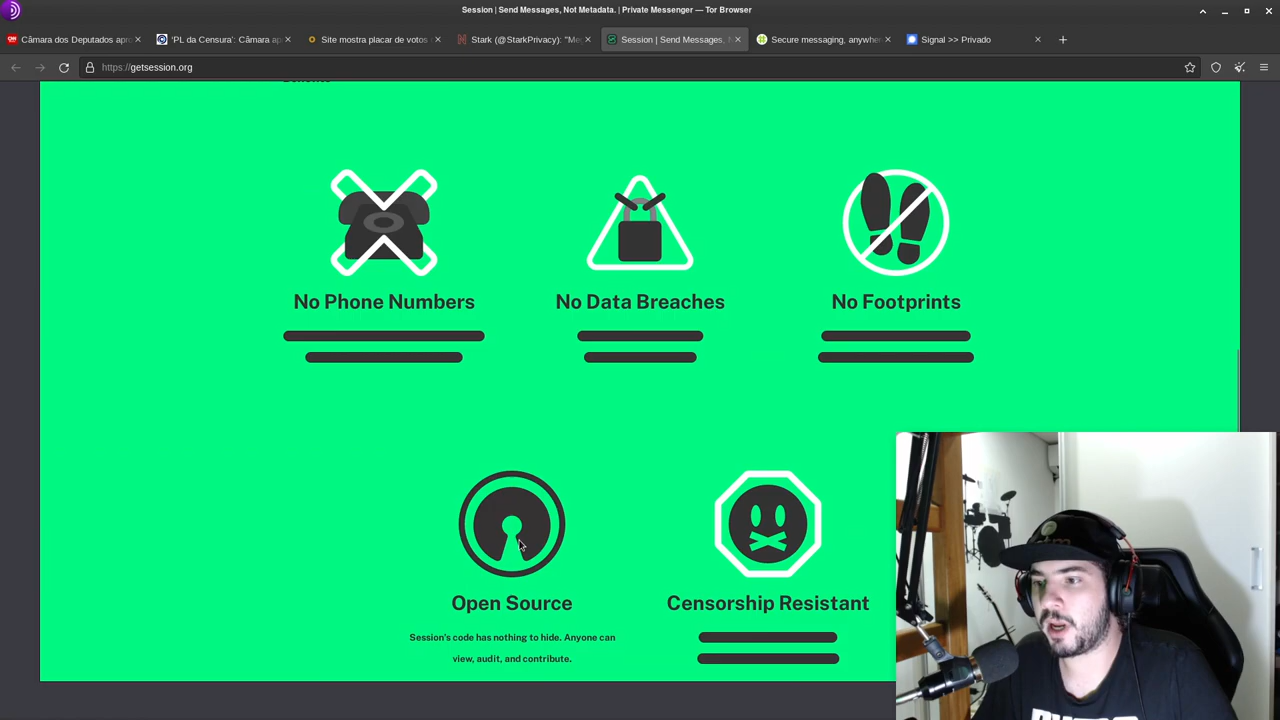 Session | Send Messages, Not Metadata. | Private Messenger — Tor Browser
Câmara dos Deputados apr
'PL da Censura': Câmara ap
Site mostra placar de votos
Stark (@StarkPrivacy): "Me
Session | Send Messages, N
Secure messaging, anywhe
Signal >> Privado
https://getsession.org
No Phone Numbers
No Data Breaches
No Footprints
Open Source
Censorship Resistant
Session's code has nothing to hide. Anyone can
view, audit, and contribute.